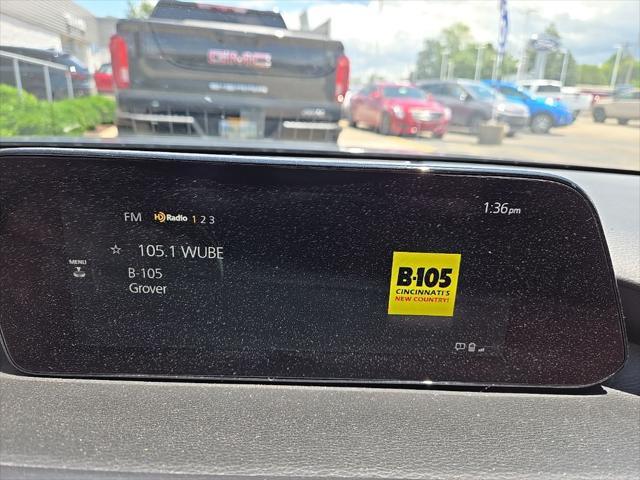 GMC
FM HD Radio 1 2 3
1:36pm
☆ 105.1 WUBE
MENU
B-105
Grover
B-105
CINCINNATI'S
NEW COUNTRY!